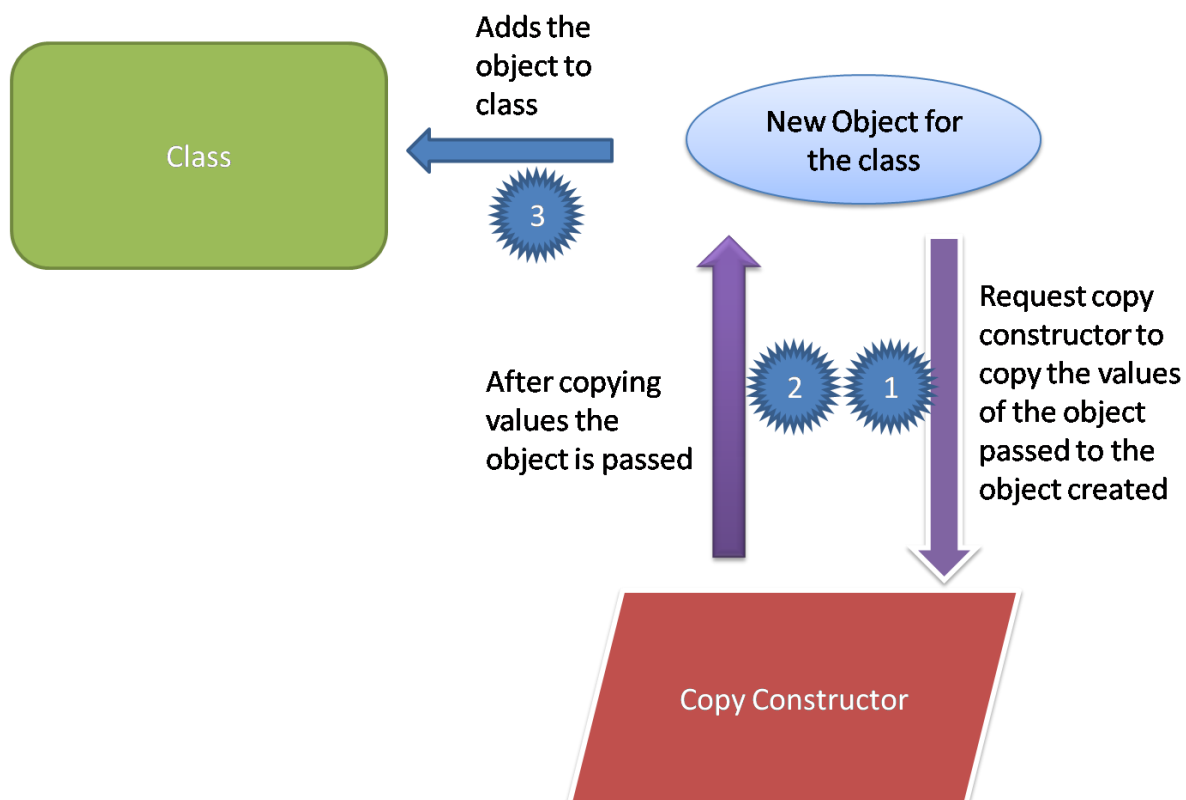 Adds the
object to
class
Class
New Object for
the class
3
Request copy
constructor to
copy the values
of the object
passed to the
object created
After copying
values the
object is passed
2
1
Copy Constructor